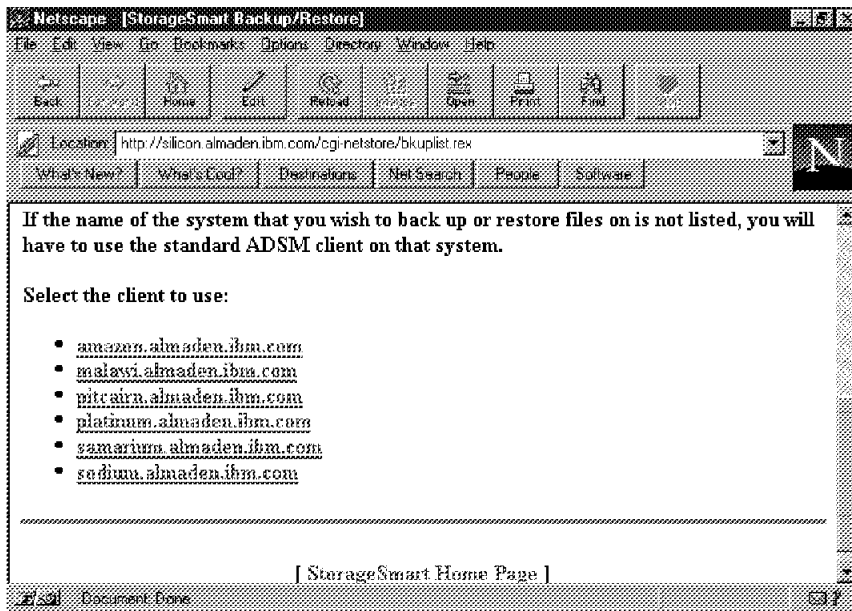 Netscape - [StorageSmart Backup/Restore]
File Edit View Go Bookmarks Options Directory Window Help
Back Forward Home Edit Reload Images Open Print Find Stop
Location: http://silicon.almaden.ibm.com/cgi-netstore/bkuplist.rex
What's New? What's Cool? Destinations Net Search People Software
If the name of the system that you wish to back up or restore files on is not listed, you will
have to use the standard ADSM client on that system.
Select the client to use:
• amazon.almaden.ibm.com
• malawi.almaden.ibm.com
• pitcairn.almaden.ibm.com
• platinum.almaden.ibm.com
• samarium.almaden.ibm.com
• sodium.almaden.ibm.com
[ StorageSmart Home Page ]
Document: Done